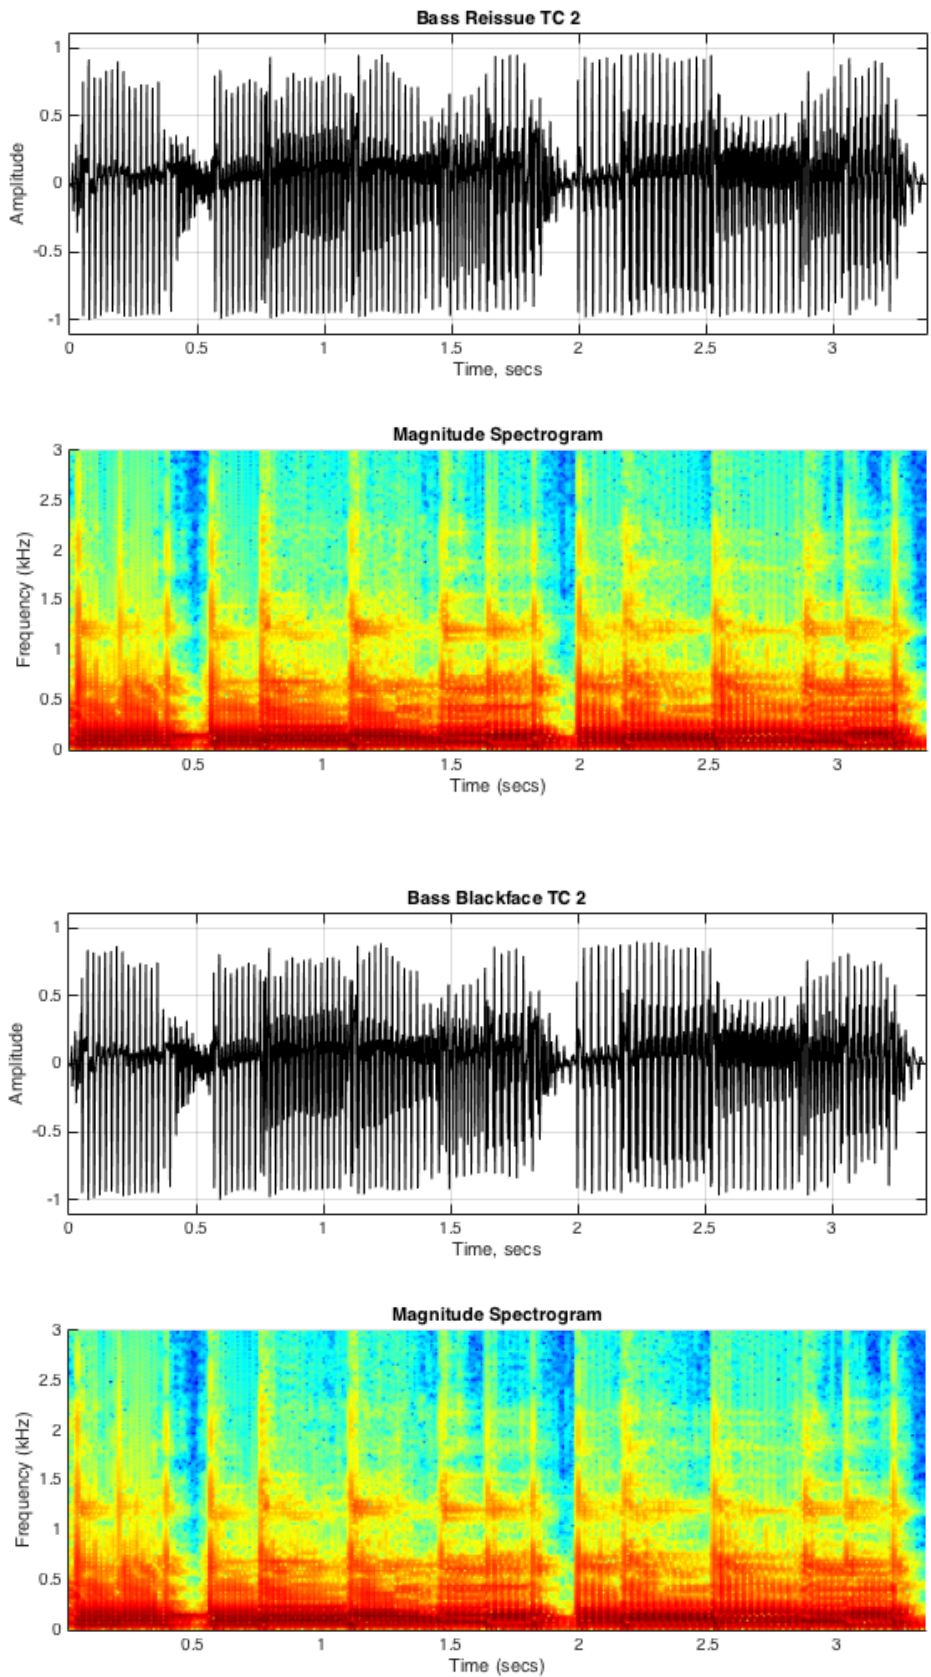 Bass Reissue TC 2
1
0.5
0
-0.5
-1
Amplitude
0 0.5 1 1.5 2 2.5 3
Time, secs
Magnitude Spectrogram
3
2.5
2
1.5
1
0.5
0
Frequency (kHz)
0.5 1 1.5 2 2.5 3
Time (secs)
Bass Blackface TC 2
1
0.5
0
-0.5
-1
Amplitude
0 0.5 1 1.5 2 2.5 3
Time, secs
Magnitude Spectrogram
3
2.5
2
1.5
1
0.5
0
Frequency (kHz)
0.5 1 1.5 2 2.5 3
Time (secs)